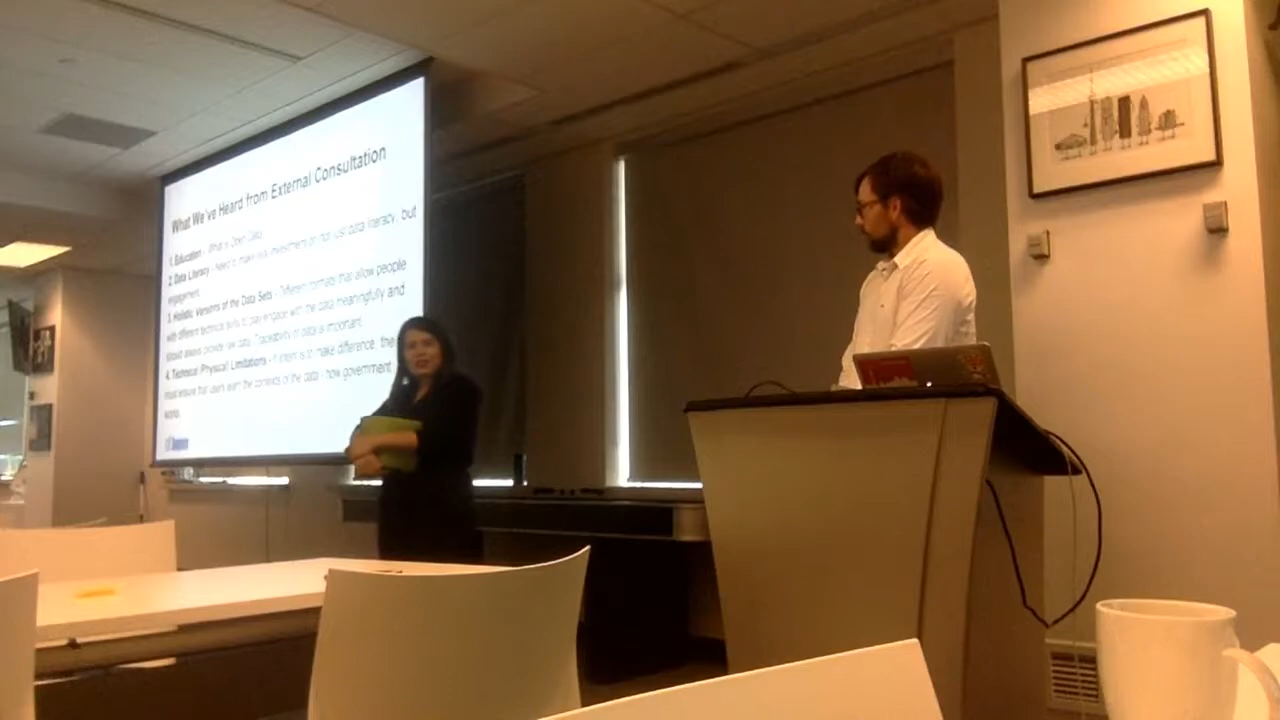 What We've Heard from External Consultation
1. Education - What is Open Data
2. Data Literacy - Need to make real investment on not just data literacy, but
engagement.
3. Holistic Versions of the Data Sets - Different formats that allow people
with different technical skills to play/engage with the data meaningfully and
should always provide raw data. Traceability of data is important.
4. Technical/Physical Limitations - If intent is to make difference, the
must ensure that users learn the contexts of the data - how government
works.